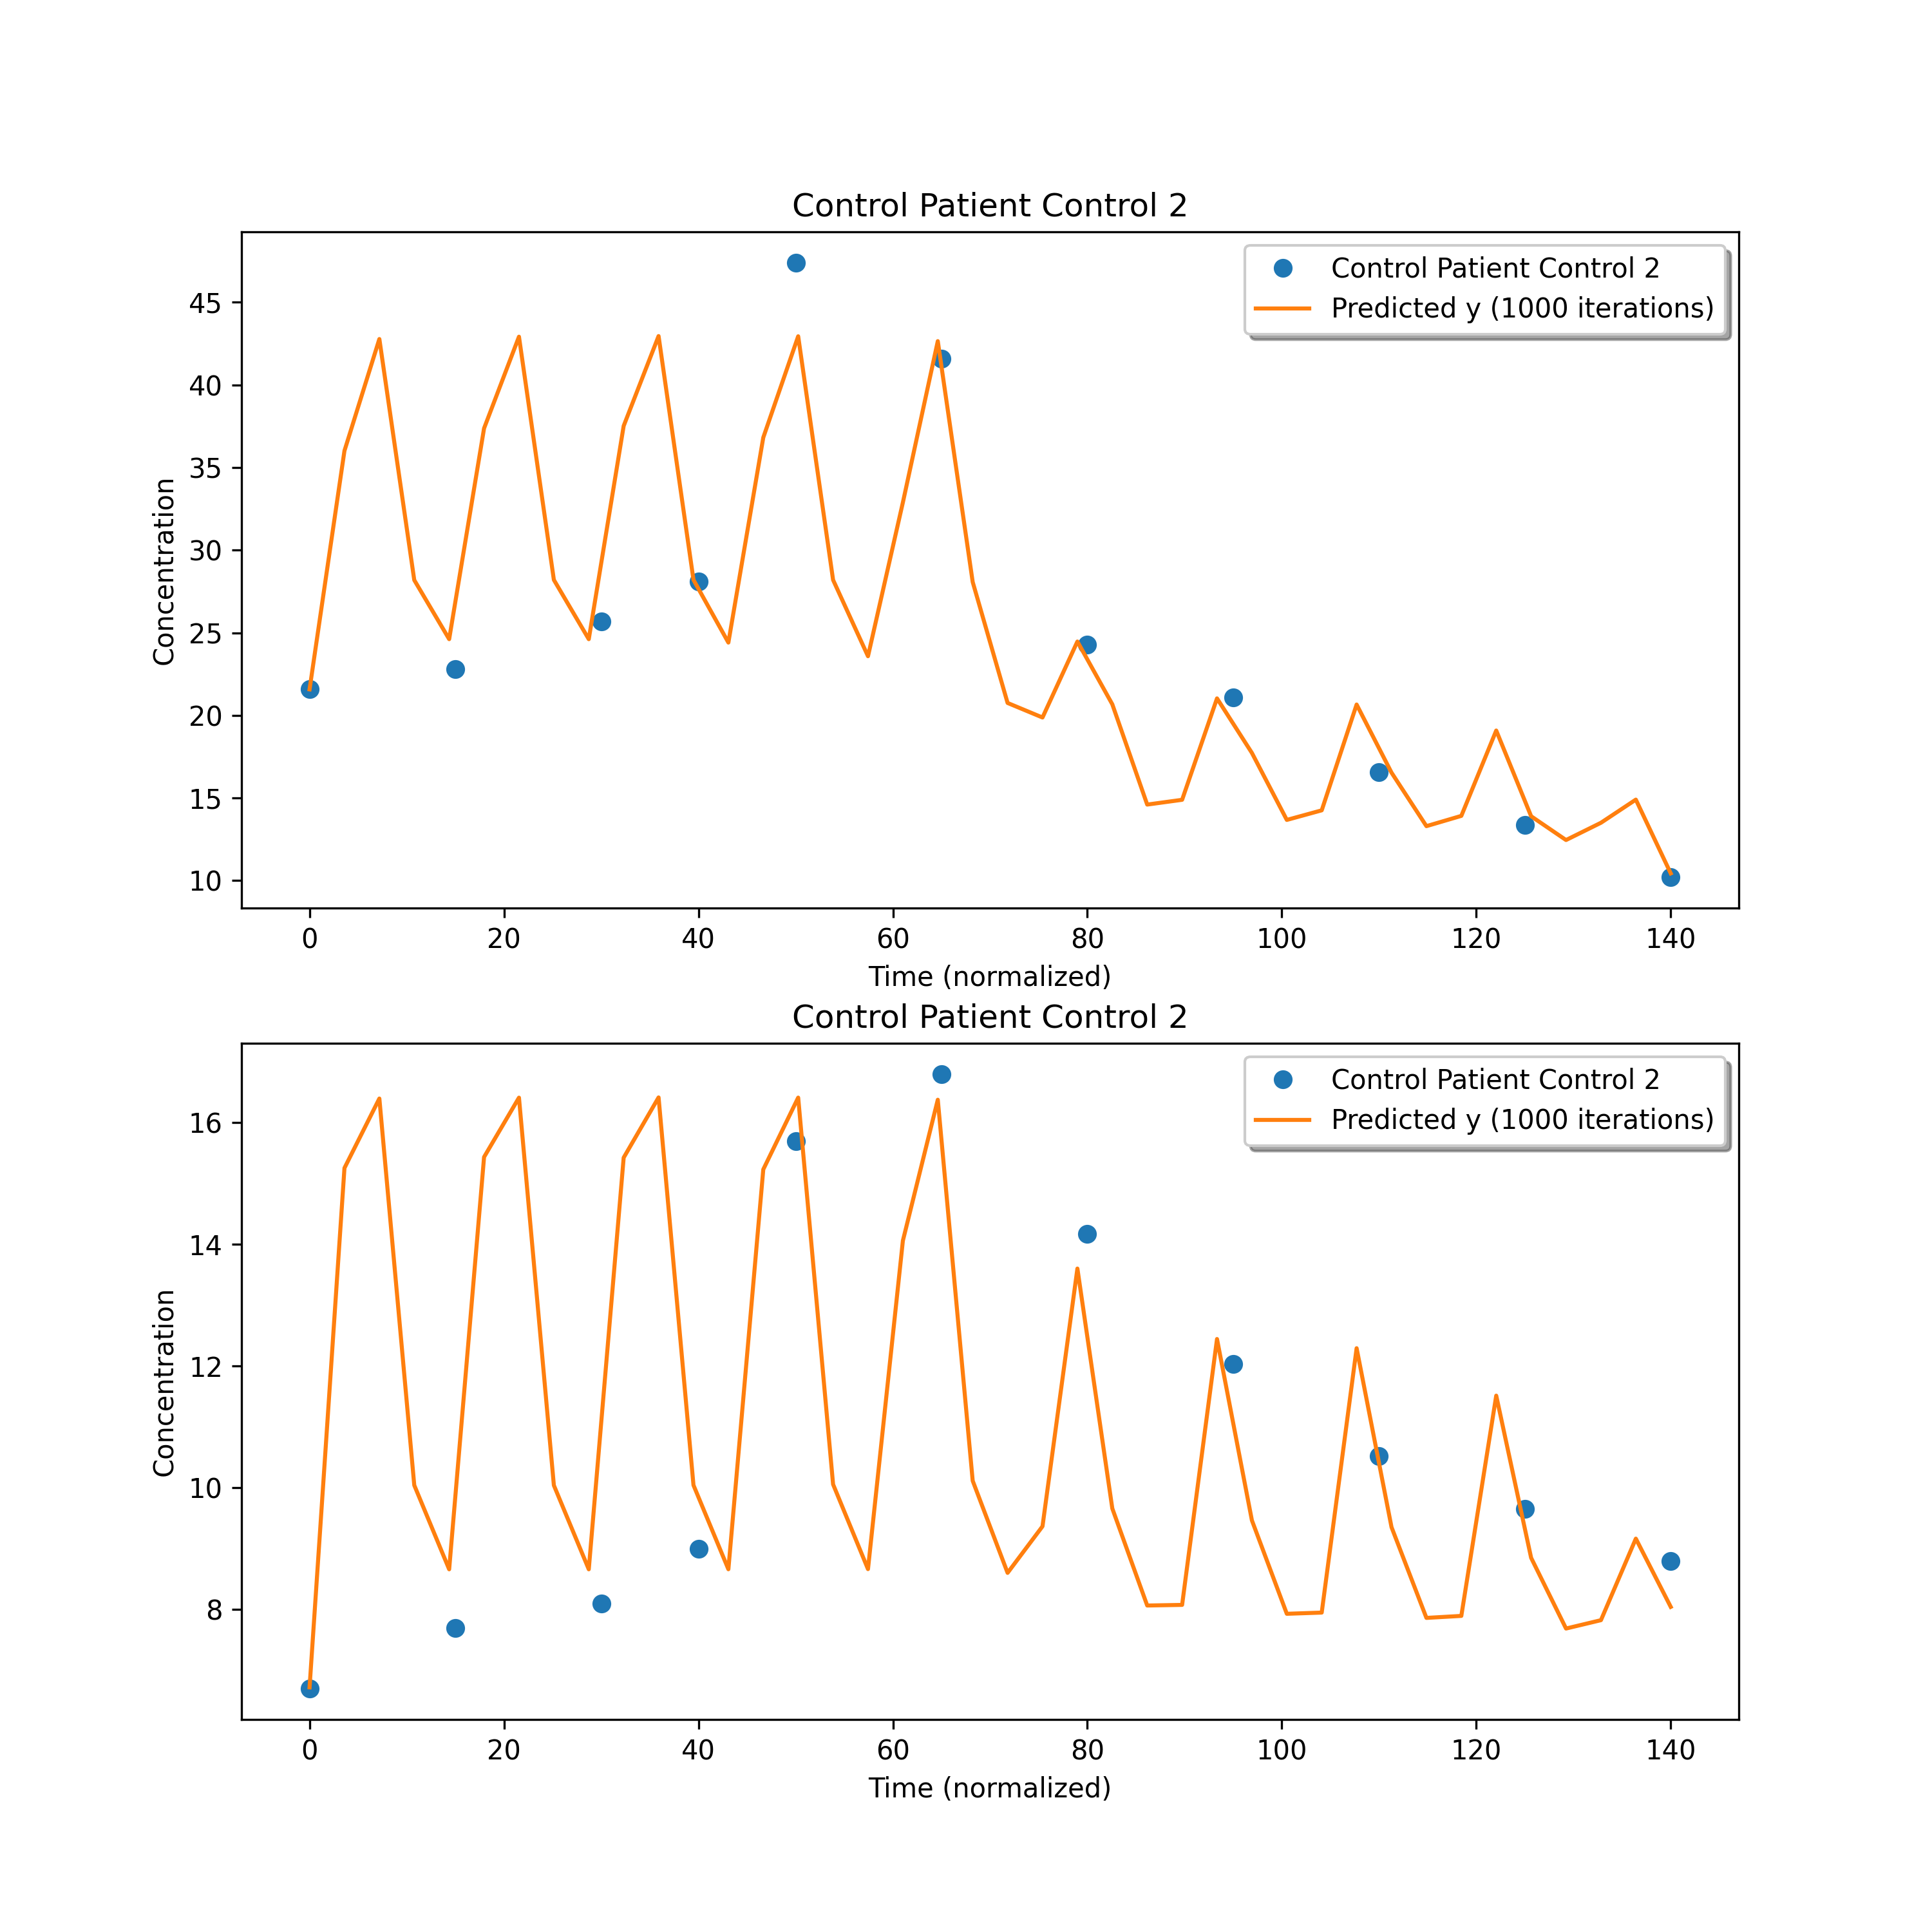 Control Patient Control 2
Control Patient Control 2
Predicted y (1000 iterations)
45
40
35
30
25
20
15
10
Concentration
0 20 40 60 80 100 120 140
Time (normalized)
Control Patient Control 2
Control Patient Control 2
Predicted y (1000 iterations)
16
14
12
10
8
Concentration
0 20 40 60 80 100 120 140
Time (normalized)